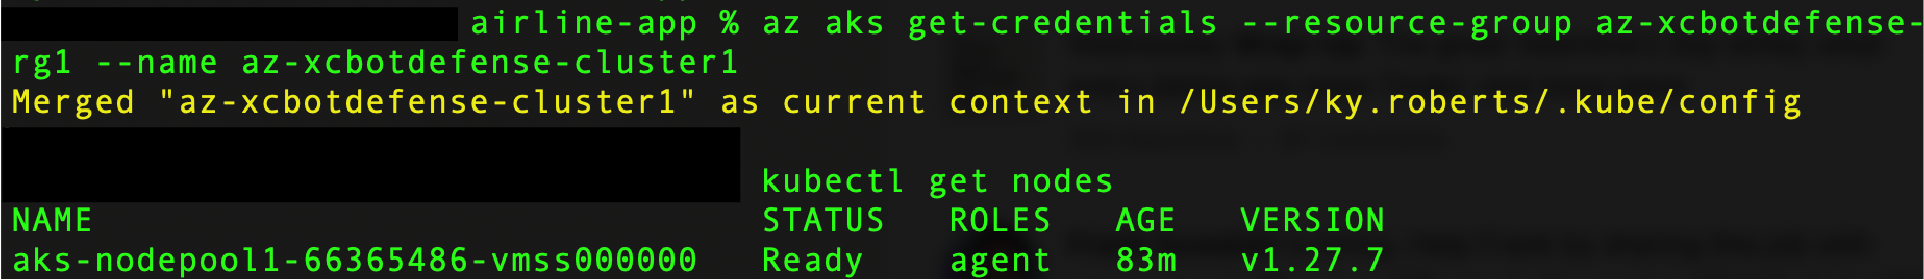 airline-app % az aks get-credentials --resource-group az-xcbotdefense-
rg1 --name az-xcbotdefense-cluster1
Merged "az-xcbotdefense-cluster1" as current context in /Users/ky.roberts/.kube/config
kubectl get nodes
NAME STATUS ROLES AGE VERSION
aks-nodepool1-66365486-vmss000000 Ready agent 83m v1.27.7